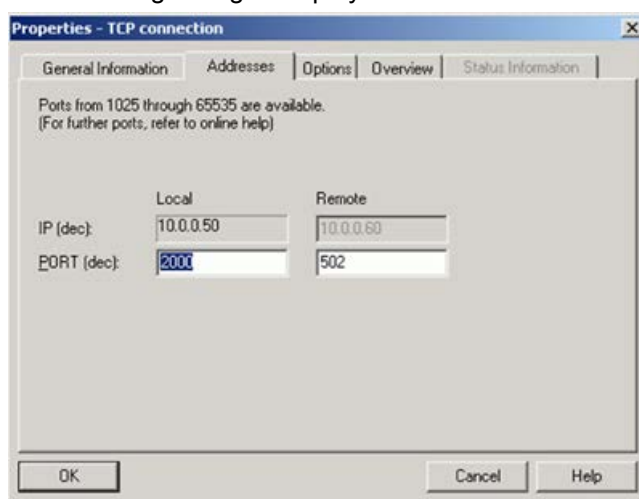 Properties - TCP connection
General Information Addresses Options Overview Status Information
Ports from 1025 through 65535 are available.
(For further ports, refer to online help)
Local Remote
IP (dec): 10.0.0.50 10.0.0.60
PORT (dec): 2000 502
OK Cancel Help